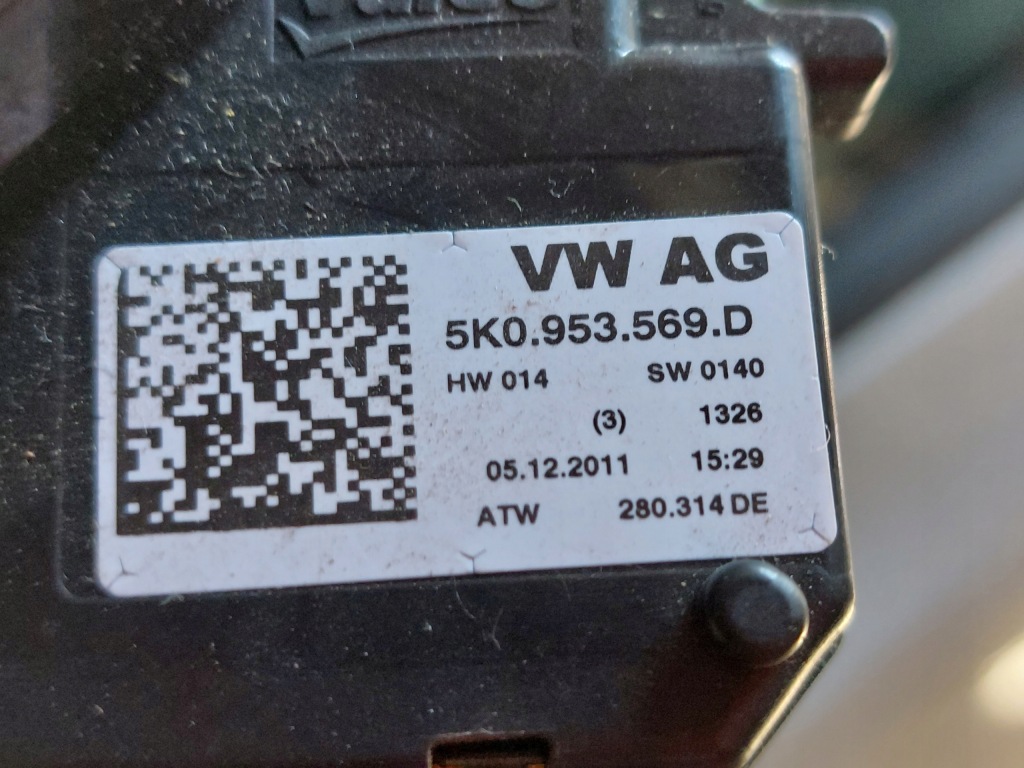 Valeo
VW AG
5K0.953.569.D
HW 014 SW 0140
(3) 1326
05.12.2011 15:29
ATW 280.314 DE